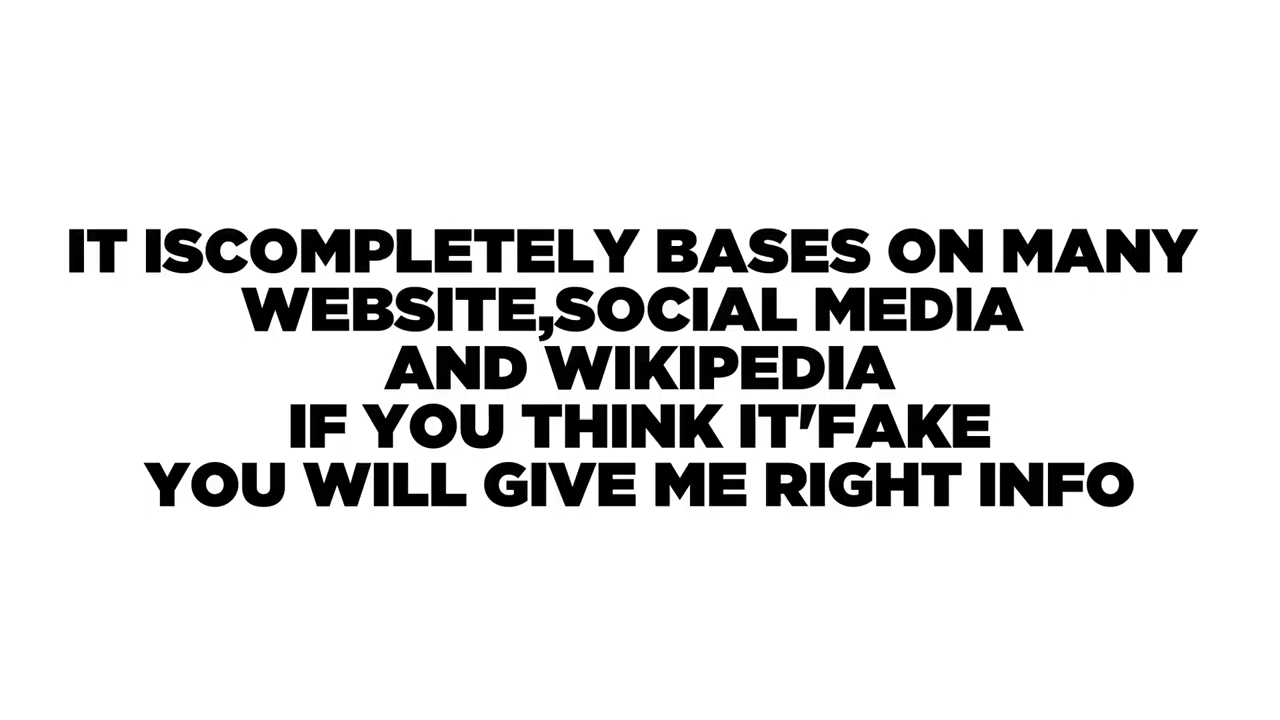 IT ISCOMPLETELY BASES ON MANY
WEBSITE,SOCIAL MEDIA
AND WIKIPEDIA
IF YOU THINK IT'FAKE
YOU WILL GIVE ME RIGHT INFO